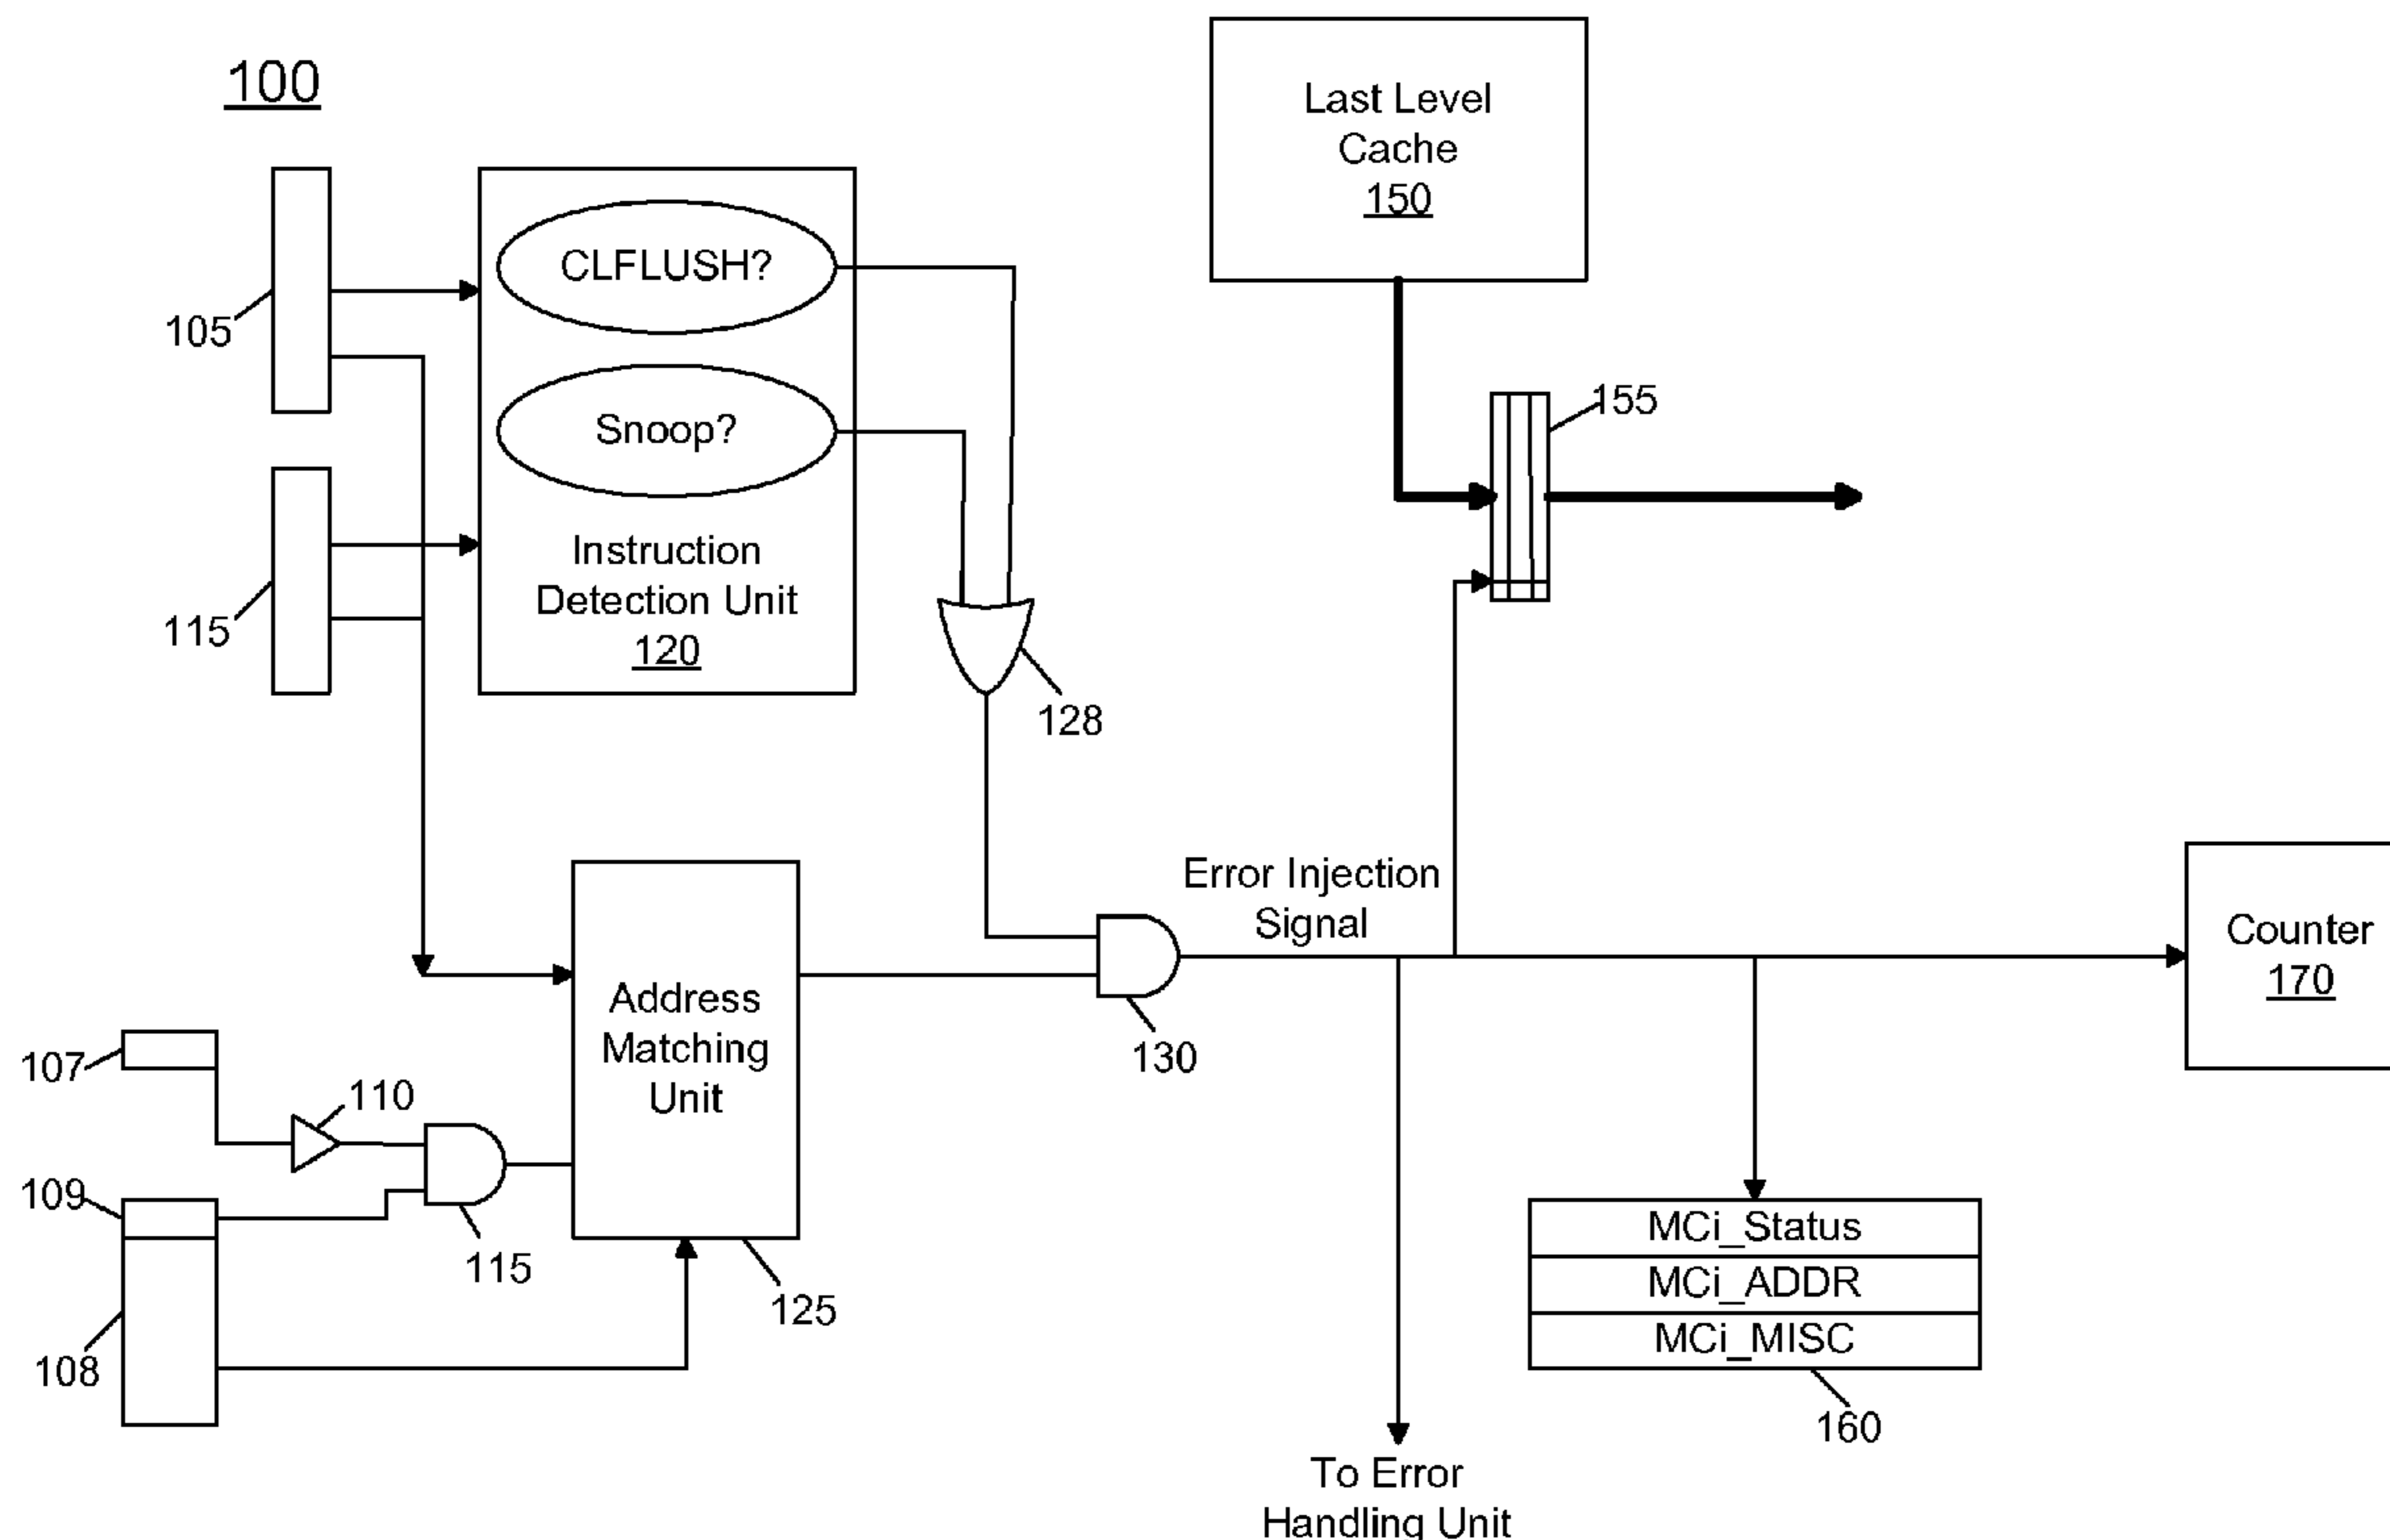 100
Last Level
Cache
150
CLFLUSH?
105
155
Snoop?
Instruction
Detection Unit
120
115
128
Error Injection
Signal
Counter
170
Address
Matching
Unit
107
130
110
109
115
125
MCi_Status
MCi_ADDR
MCi_MISC
108
160
To Error
Handling Unit